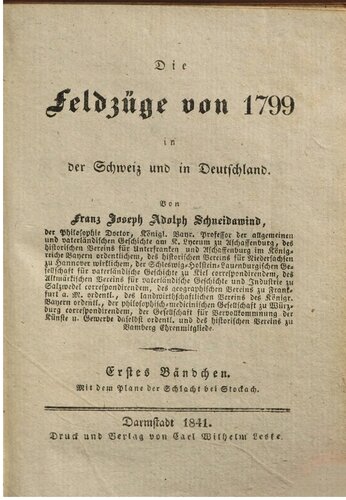 Die
Feldzüge von 1799
in
der Schweiz und in Deutschland.
Von
Franz Joseph Adolph Schneidawind,
der Philosophie Doctor, Königl. Bayr. Professor der allgemeinen
und vaterländischen Geschichte am K. Lyceum zu Aschaffenburg, des
historischen Vereins für Unterfranken und Aschaffenburg im König-
reiche Bayern ordentlichem, des historischen Vereins für Niedersachsen
zu Hannover wirklichem, der Schleswig-Holstein-Lauenburgischen Ge-
sellschaft für vaterländische Geschichte zu Kiel correspondirendem, des
Altmärkischen Vereins für vaterländische Geschichte und Industrie zu
Salzwedel correspondirendem, des geographischen Vereins zu Frank-
furt a. M. ordentl., des landwirthschaftlichen Vereins des Königr.
Bayern ordentl., der philosophisch-medicinischen Gesellschaft zu Würz-
burg correspondirendem, der Gesellschaft für Vervollkommnung der
Künste u. Gewerbe daselbst ordentl. und des historischen Vereins zu
Bamberg Ehrenmitgliede.
Erstes Bändchen.
Mit dem Plane der Schlacht bei Stockach.
Darmstadt 1841.
Druck und Verlag von Carl Wilhelm Leske.